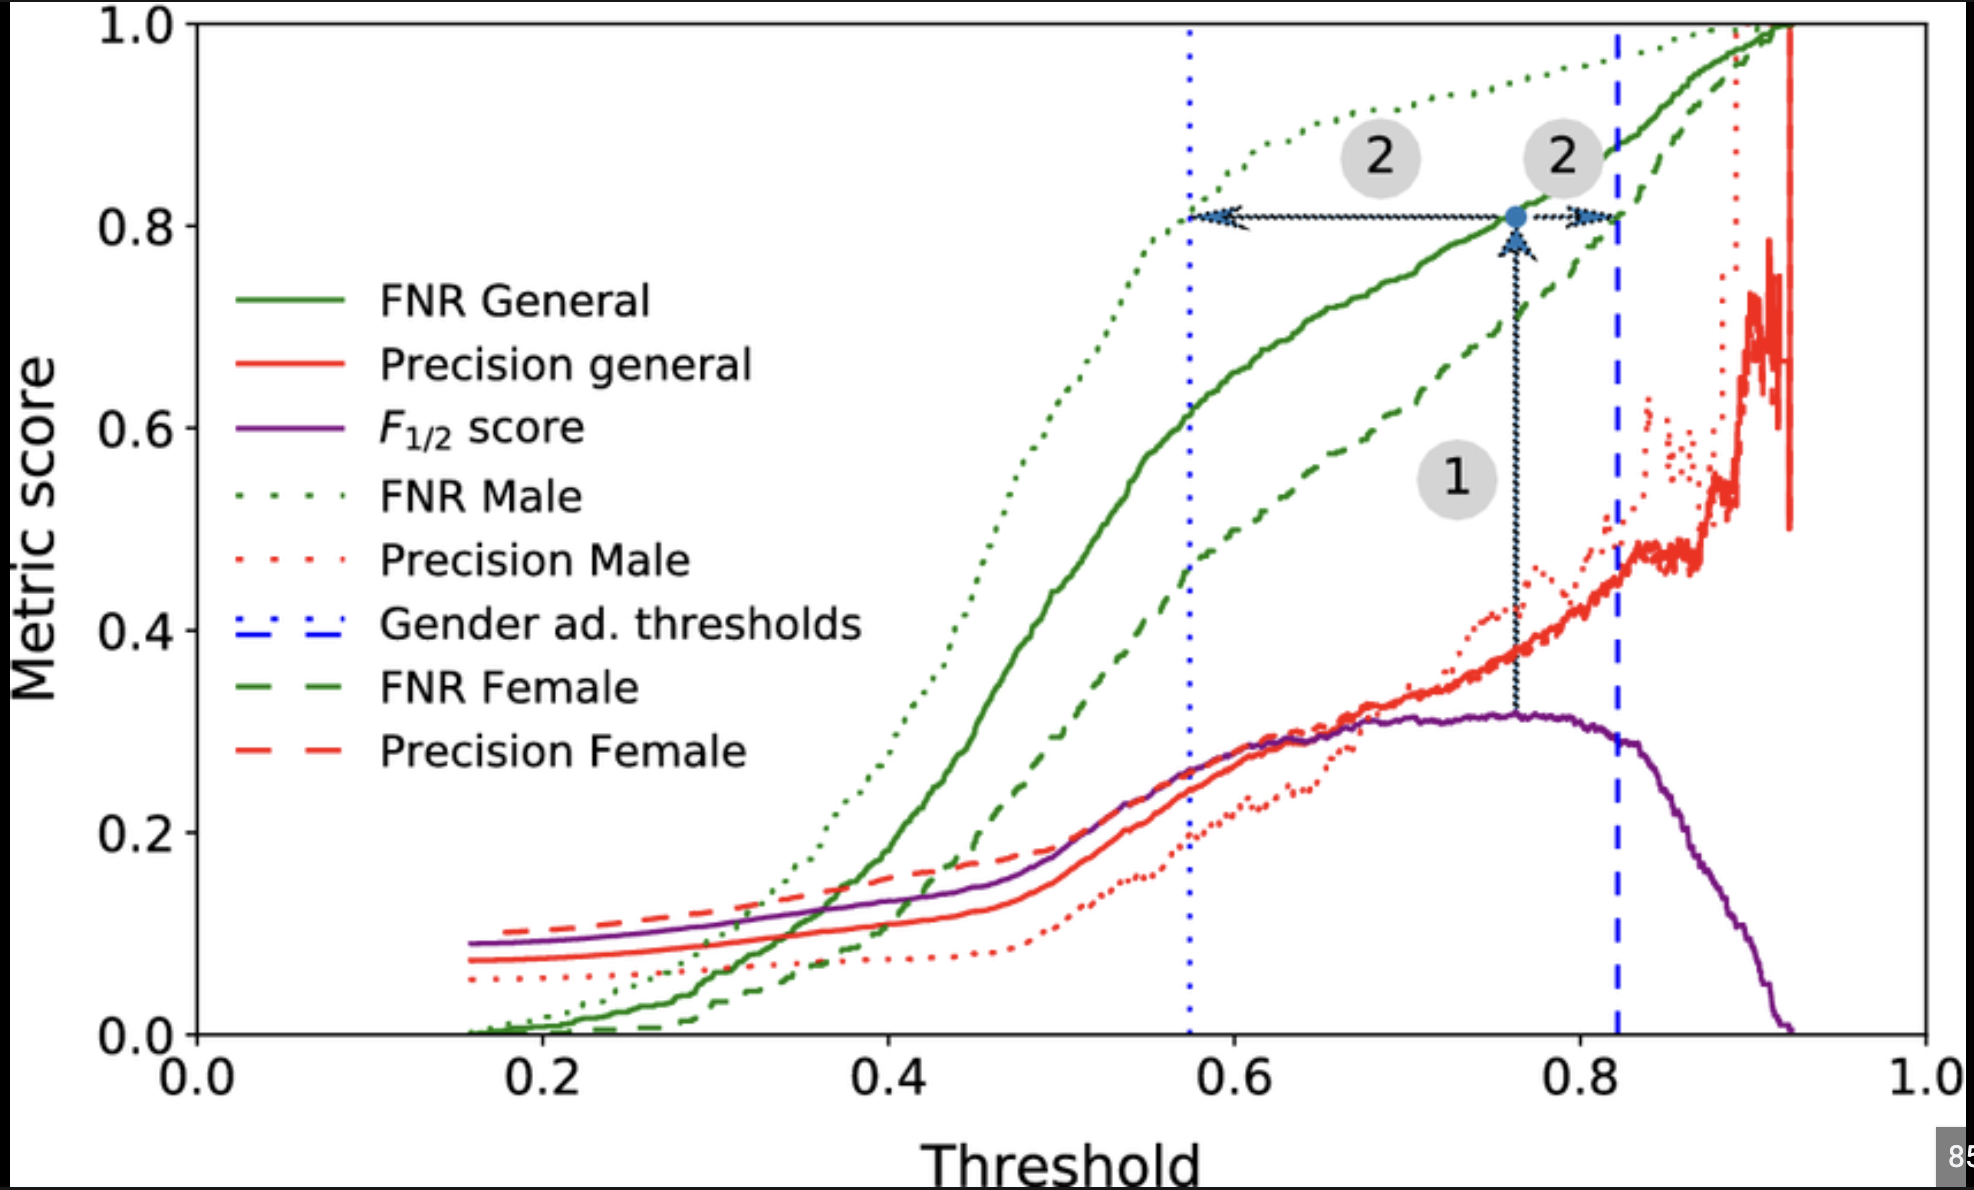 1.0
0.8
0.6
0.4
0.2
0.0
Metric score
2
2
1
FNR General
Precision general
F1/2 score
FNR Male
Precision Male
Gender ad. thresholds
FNR Female
Precision Female
0.0
0.2
0.4
0.6
0.8
1.0
Threshold